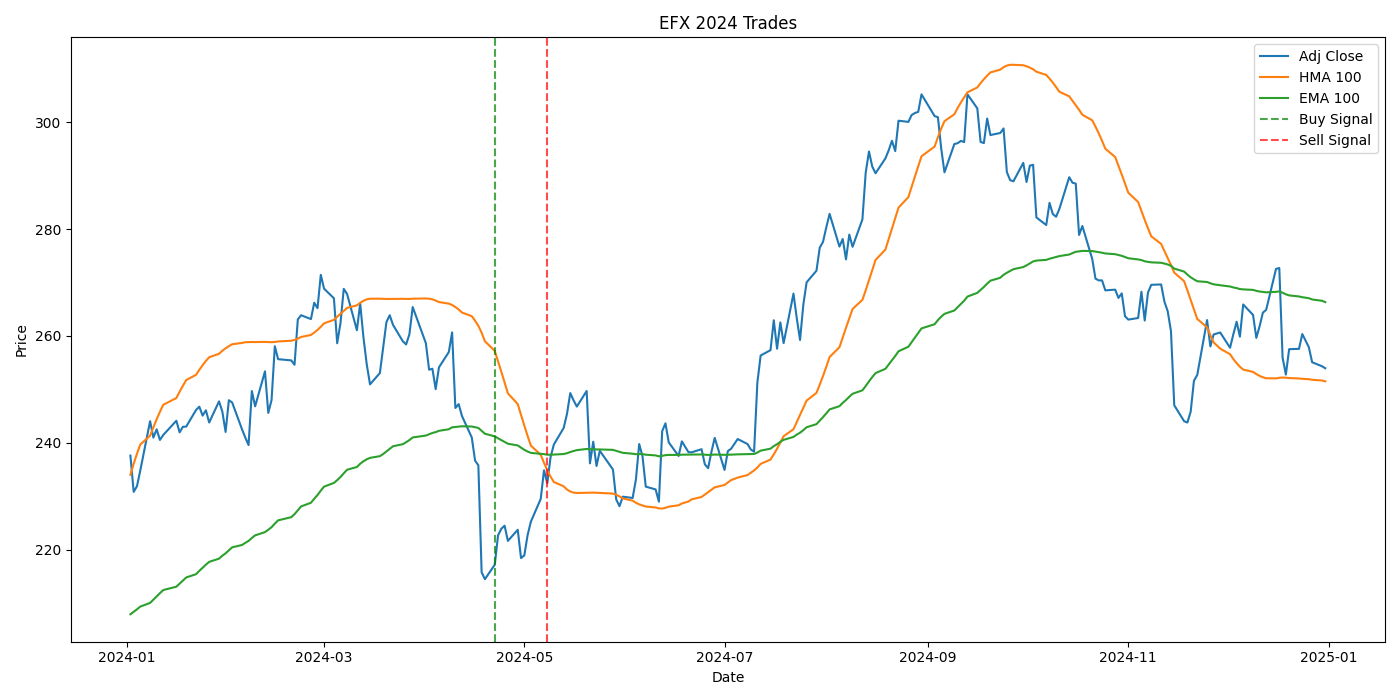 EFX 2024 Trades
Adj Close
HMA 100
EMA 100
Buy Signal
Sell Signal
Price
300
280
260
240
220
2024-01
2024-03
2024-05
2024-07
2024-09
2024-11
2025-01
Date